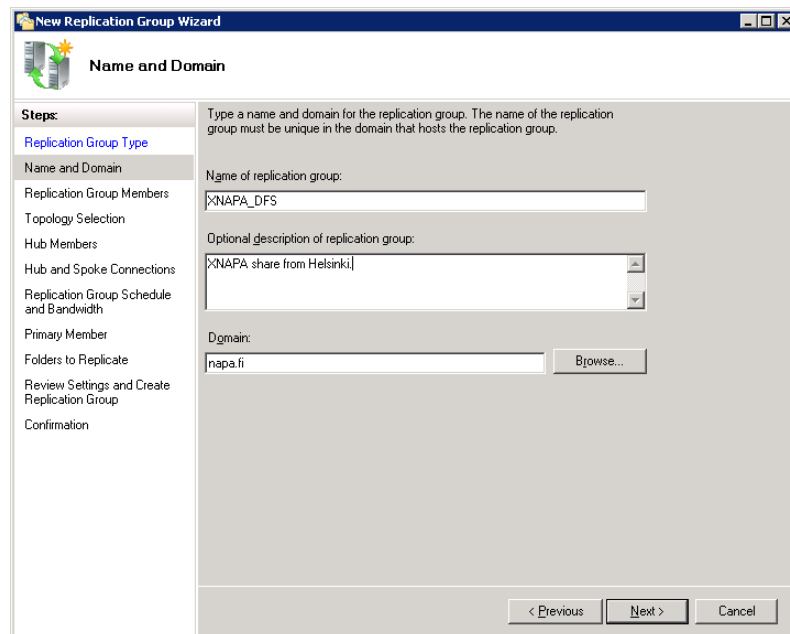 New Replication Group Wizard
Name and Domain
Steps:
Replication Group Type
Name and Domain
Replication Group Members
Topology Selection
Hub Members
Hub and Spoke Connections
Replication Group Schedule
and Bandwidth
Primary Member
Folders to Replicate
Review Settings and Create
Replication Group
Confirmation
Type a name and domain for the replication group. The name of the replication
group must be unique in the domain that hosts the replication group.
Name of replication group:
XNAPA_DFS
Optional description of replication group:
XNAPA share from Helsinki.
Domain:
napa.fi
Browse...
< Previous
Next >
Cancel